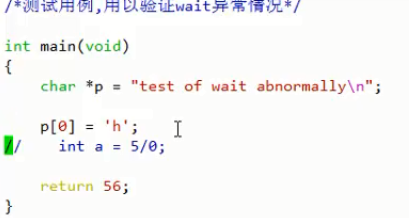 /*测试用例,用以验证wait异常情况*/
int main(void)
{
char *p = "test of wait abnormally\n";
p[0] = 'h';
// int a = 5/0;
return 56;
}